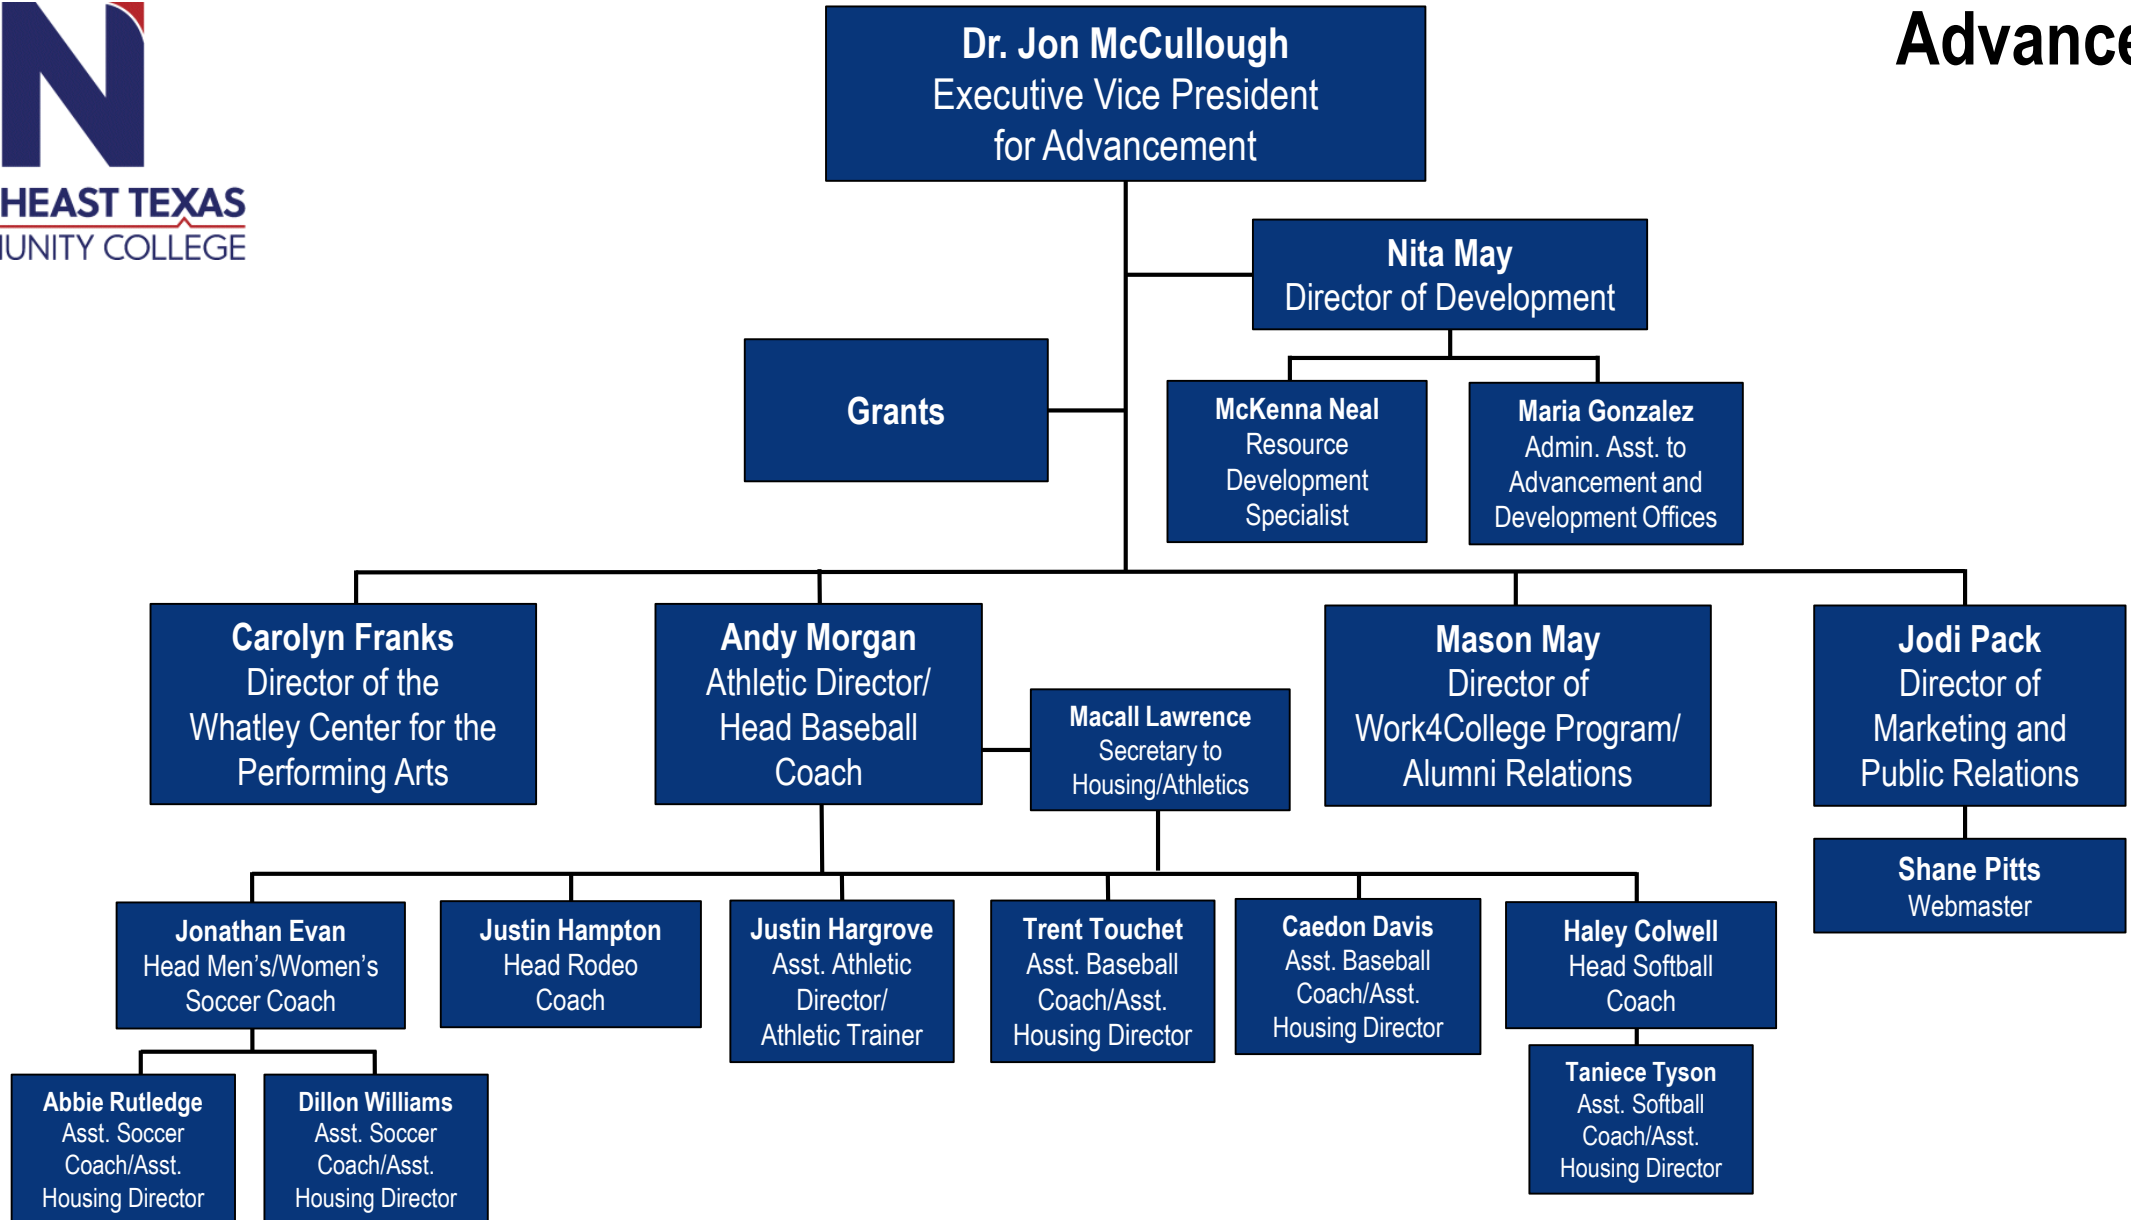 HEAST TEXAS
UNITY COLLEGE
Advance
Dr. Jon McCullough
Executive Vice President
for Advancement
Nita May
Director of Development
Grants
McKenna Neal
Resource
Development
Specialist
Maria Gonzalez
Admin. Asst. to
Advancement and
Development Offices
Carolyn Franks
Director of the
Whatley Center for the
Performing Arts
Andy Morgan
Athletic Director/
Head Baseball
Coach
Macall Lawrence
Secretary to
Housing/Athletics
Mason May
Director of
Work4College Program/
Alumni Relations
Jodi Pack
Director of
Marketing and
Public Relations
Shane Pitts
Webmaster
Jonathan Evan
Head Men’s/Women’s
Soccer Coach
Justin Hampton
Head Rodeo
Coach
Justin Hargrove
Asst. Athletic
Director/
Athletic Trainer
Trent Touchet
Asst. Baseball
Coach/Asst.
Housing Director
Caedon Davis
Asst. Baseball
Coach/Asst.
Housing Director
Haley Colwell
Head Softball
Coach
Abbie Rutledge
Asst. Soccer
Coach/Asst.
Housing Director
Dillon Williams
Asst. Soccer
Coach/Asst.
Housing Director
Taniece Tyson
Asst. Softball
Coach/Asst.
Housing Director